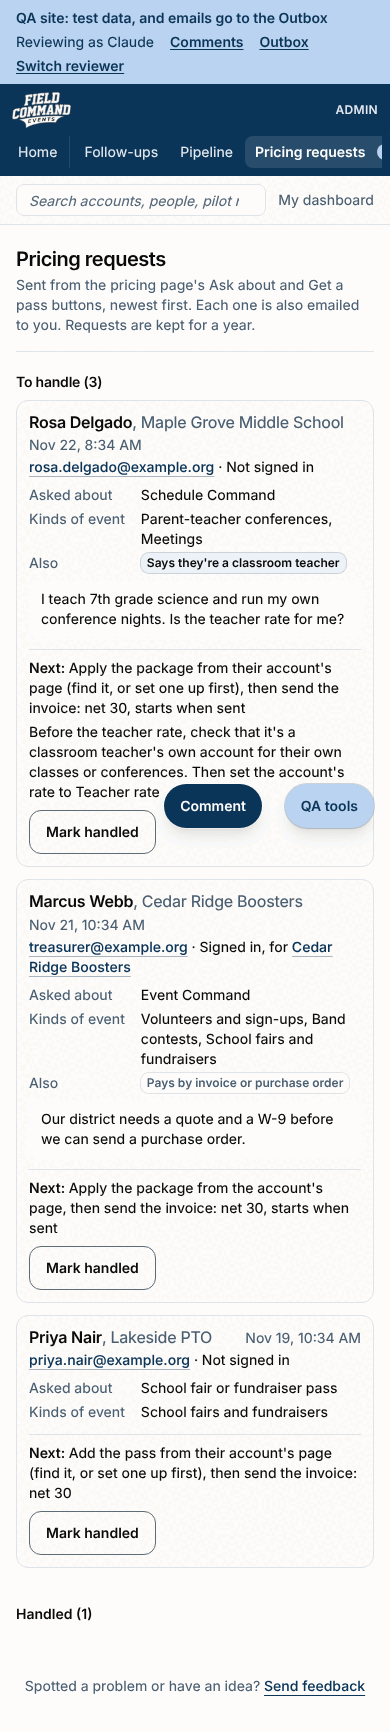 QA site: test data, and emails go to the Outbox
Reviewing as Claude Comments Outbox
Switch reviewer
FIELD
COMMAND
EVENTS
ADMIN
Home Follow-ups Pipeline Pricing requests
Search accounts, people, pilot
My dashboard
Pricing requests
Sent from the pricing page's Ask about and Get a
pass buttons, newest first. Each one is also emailed
to you. Requests are kept for a year.
To handle (3)
Rosa Delgado, Maple Grove Middle School
Nov 22, 8:34 AM
rosa.delgado@example.org · Not signed in
Asked about Schedule Command
Kinds of event Parent-teacher conferences,
Meetings
Also Says they're a classroom teacher
I teach 7th grade science and run my own
conference nights. Is the teacher rate for me?
Next: Apply the package from their account's
page (find it, or set one up first), then send the
invoice: net 30, starts when sent
Before the teacher rate, check that it's a
classroom teacher's own account for their own
classes or conferences. Then set the account's
rate to Teacher rate
Comment
QA tools
Mark handled
Marcus Webb, Cedar Ridge Boosters
Nov 21, 10:34 AM
treasurer@example.org · Signed in, for Cedar
Ridge Boosters
Asked about Event Command
Kinds of event Volunteers and sign-ups, Band
contests, School fairs and
fundraisers
Also Pays by invoice or purchase order
Our district needs a quote and a W-9 before
we can send a purchase order.
Next: Apply the package from the account's
page, then send the invoice: net 30, starts when
sent
Mark handled
Priya Nair, Lakeside PTO Nov 19, 10:34 AM
priya.nair@example.org · Not signed in
Asked about School fair or fundraiser pass
Kinds of event School fairs and fundraisers
Next: Add the pass from their account's page
(find it, or set one up first), then send the invoice:
net 30
Mark handled
Handled (1)
Spotted a problem or have an idea? Send feedback